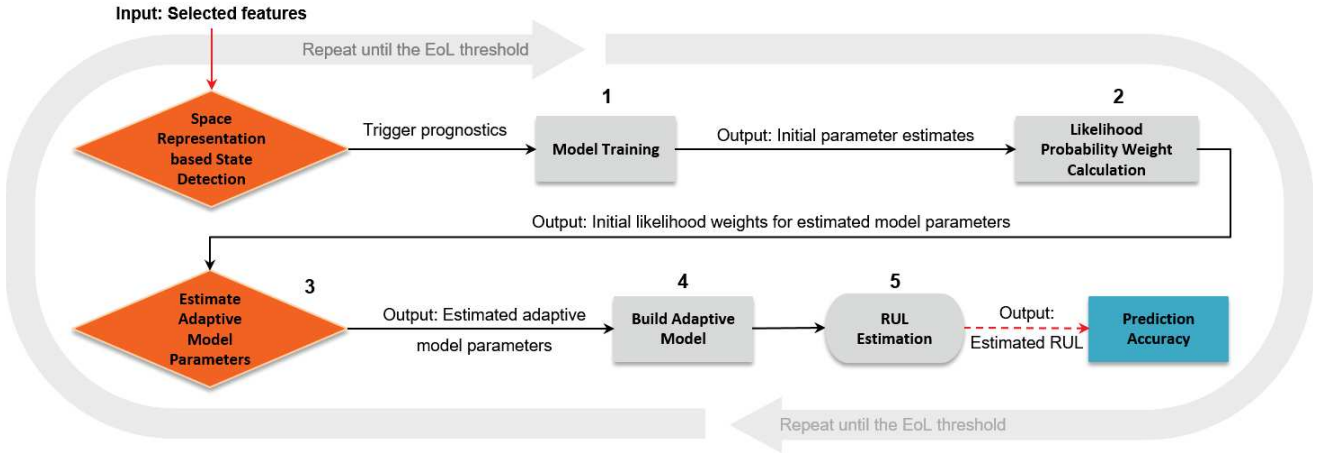 Input: Selected features
Repeat until the EoL threshold
1
2
Space
Representation
based State
Detection
Trigger prognostics
Model Training
Output: Initial parameter estimates
Likelihood
Probability Weight
Calculation
Output: Initial likelihood weights for estimated model parameters
3
4
5
Estimate
Adaptive
Model
Parameters
Output: Estimated adaptive
model parameters
Build Adaptive
Model
RUL
Estimation
Output:
Estimated RUL
Prediction
Accuracy
Repeat until the EoL threshold